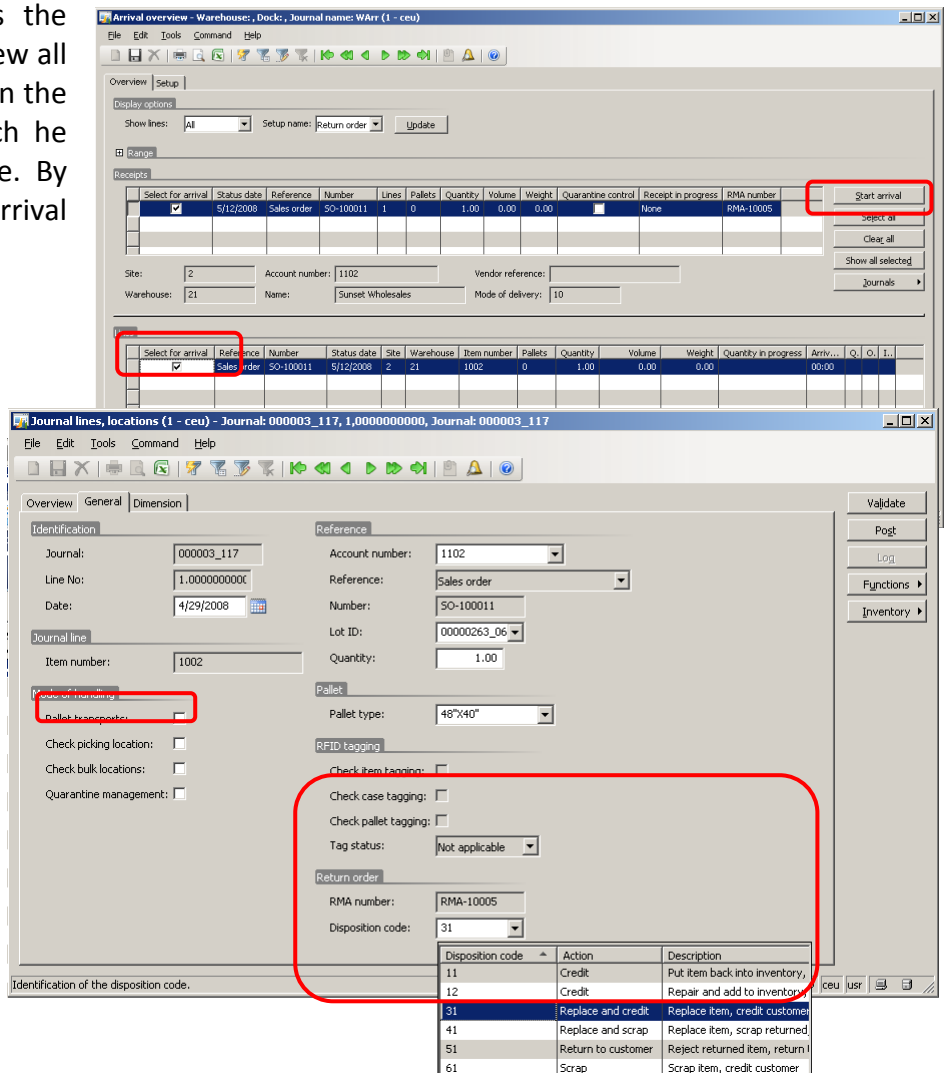 s the
ew all
n the
ch he
e. By
rrival
Arrival overview - Warehouse: , Dock: , Journal name: WArr (1 - ceu)
File Edit Tools Command Help
Overview Setup
Display options
Show lines: All Setup name: Return order Update
Range
Receipts
Select for arrival Status date Reference Number Lines Pallets Quantity Volume Weight Quarantine control Receipt in progress RMA number
5/12/2008 Sales order SO-100011 1 0 1.00 0.00 0.00 None RMA-10005
Start arrival
Select all
Clear all
Show all selected
Journals
Site: 2 Account number: 1102 Vendor reference:
Warehouse: 21 Name: Sunset Wholesales Mode of delivery: 10
Select for arrival Reference Number Status date Site Warehouse Item number Pallets Quantity Volume Weight Quantity in progress Arriv... Q. O. I..
Sales order SO-100011 5/12/2008 2 21 1002 0 1.00 0.00 0.00 00:00
Journal lines, locations (1 - ceu) - Journal: 000003_117, 1,0000000000, Journal: 000003_117
File Edit Tools Command Help
Overview General Dimension
Identification
Journal: 000003_117
Line No: 1.000000000(
Date: 4/29/2008
Journal line
Item number: 1002
Mode of handling
Pallet transports:
Check picking location:
Check bulk locations:
Quarantine management:
Reference
Account number: 1102
Reference: Sales order
Number: SO-100011
Lot ID: 00000263_06
Quantity: 1.00
Pallet
Pallet type: 48"X40"
RFID tagging
Check item tagging:
Check case tagging:
Check pallet tagging:
Tag status: Not applicable
Return order
RMA number: RMA-10005
Disposition code: 31
Validate
Post
Log
Functions
Inventory
Disposition code Action Description
11 Credit Put item back into inventory,
12 Credit Repair and add to inventory,
31 Replace and credit Replace item, credit customer
41 Replace and scrap Replace item, scrap returned
51 Return to customer Reject returned item, return
61 Scrap Scrap item, credit customer
Identification of the disposition code.
ceu usr